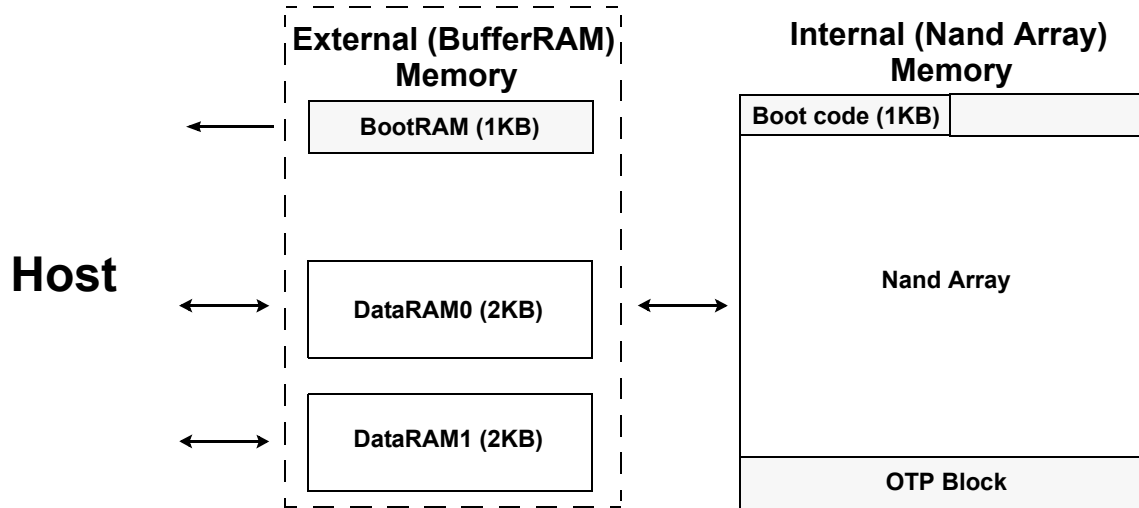 External (BufferRAM)
Memory
Internal (Nand Array)
Memory
BootRAM (1KB)
Boot code (1KB)
Host
Nand Array
DataRAM0 (2KB)
DataRAM1 (2KB)
OTP Block